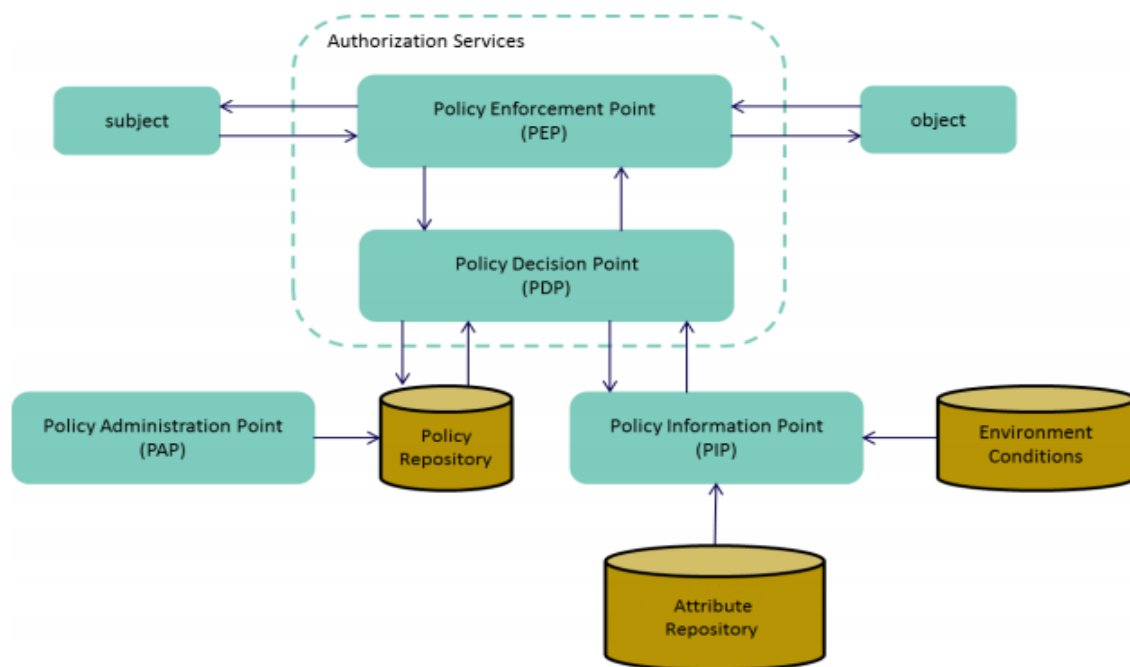 Authorization Services
subject
Policy Enforcement Point
(PEP)
object
Policy Decision Point
(PDP)
Policy Administration Point
(PAP)
Policy
Repository
Policy Information Point
(PIP)
Environment
Conditions
Attribute
Repository